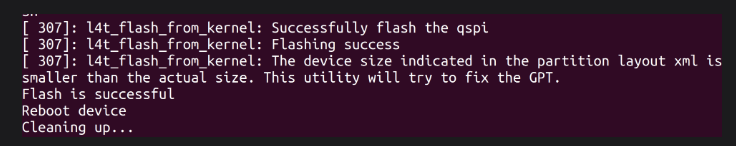 [ 307]: l4t_flash_from_kernel: Successfully flash the qspi
[ 307]: l4t_flash_from_kernel: Flashing success
[ 307]: l4t_flash_from_kernel: The device size indicated in the partition layout xml is
smaller than the actual size. This utility will try to fix the GPT.
Flash is successful
Reboot device
Cleaning up...